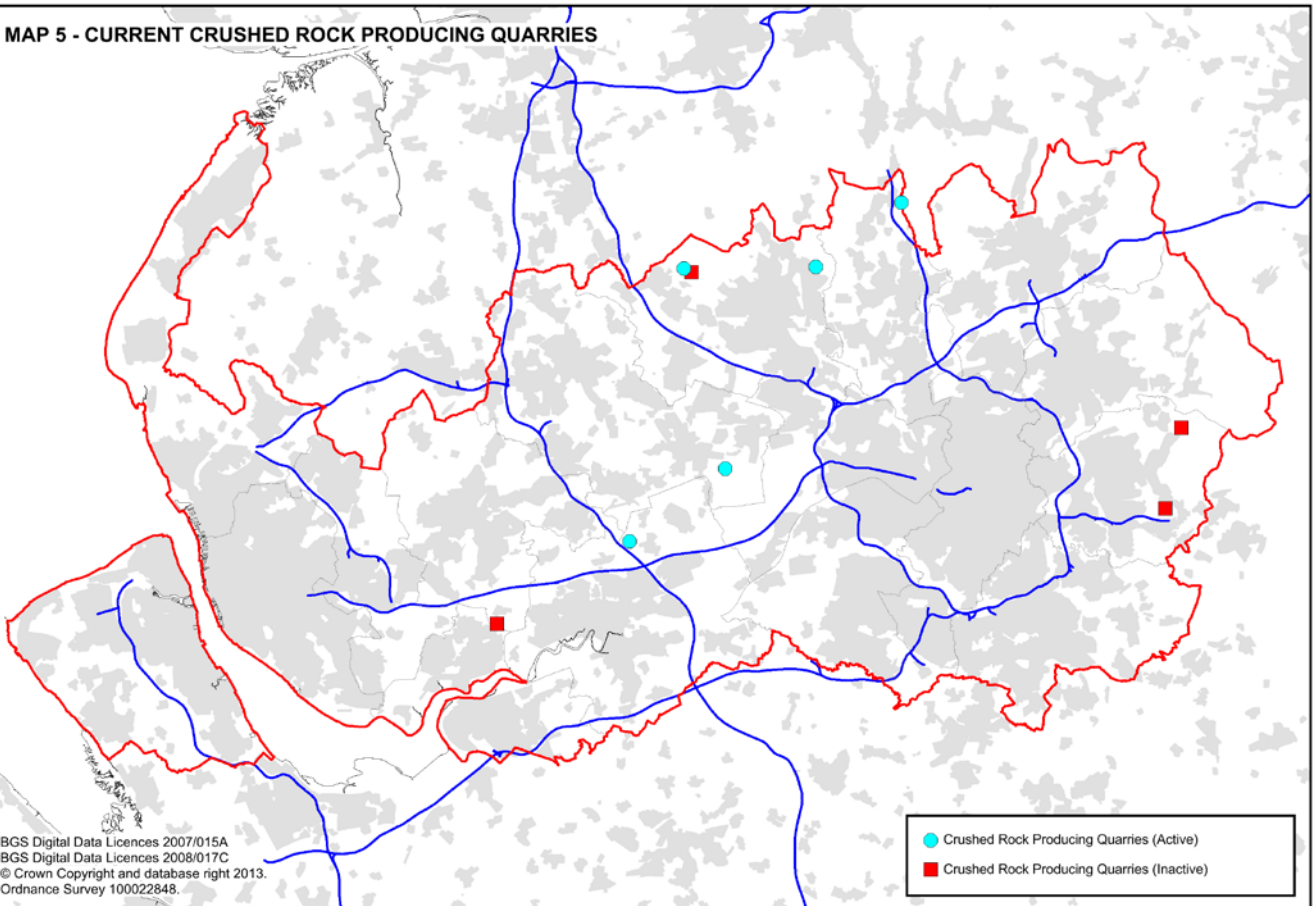 MAP 5 - CURRENT CRUSHED ROCK PRODUCING QUARRIES
BGS Digital Data Licences 2007/015A
BGS Digital Data Licences 2008/017C
© Crown Copyright and database right 2013.
Ordnance Survey 100022848.
Crushed Rock Producing Quarries (Active)
Crushed Rock Producing Quarries (Inactive)